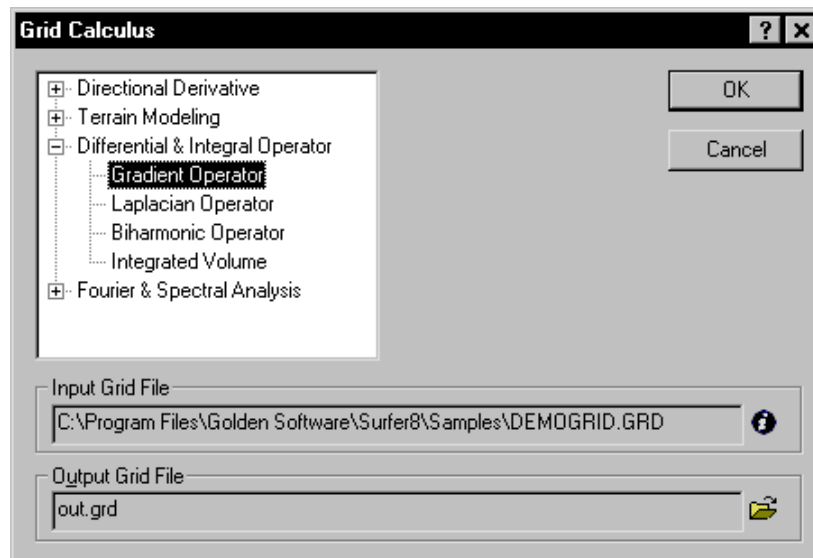 Grid Calculus
Directional Derivative
Terrain Modeling
Differential & Integral Operator
Gradient Operator
Laplacian Operator
Biharmonic Operator
Integrated Volume
Fourier & Spectral Analysis
OK
Cancel
Input Grid File
C:\Program Files\Golden Software\Surfer8\Samples\DEMOGRID.GRD
Output Grid File
out.grd